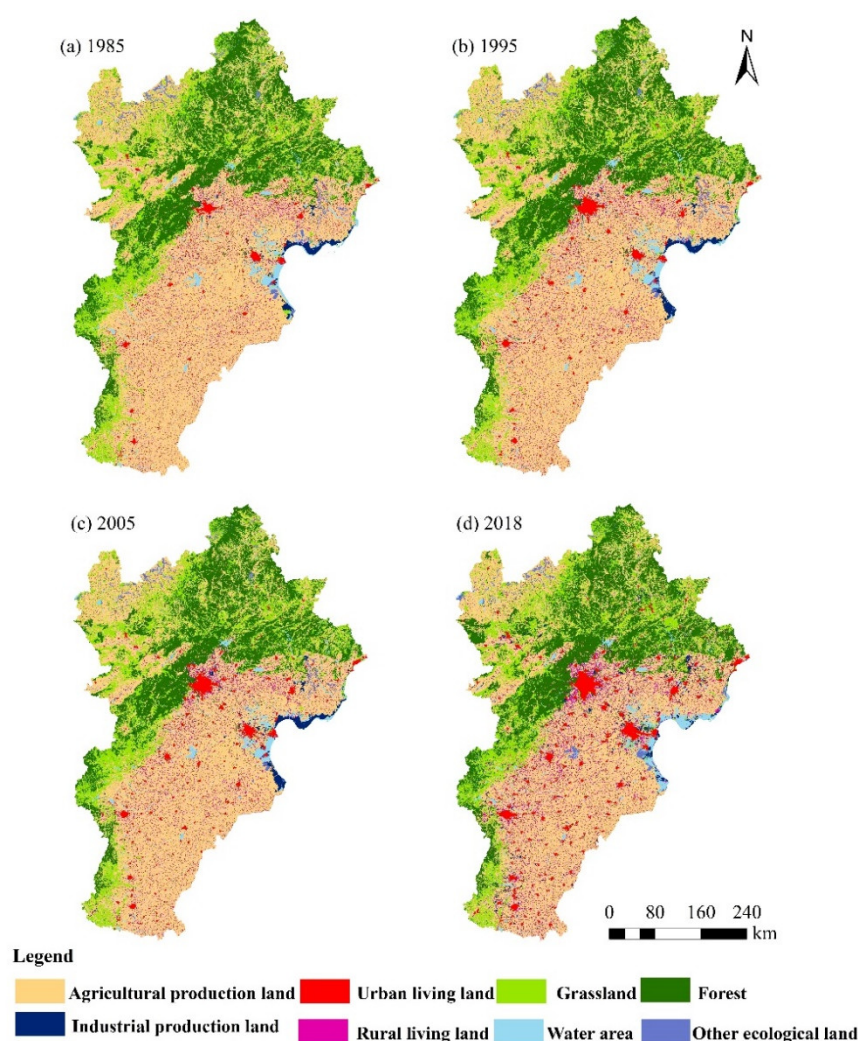 (a) 1985
(b) 1995
N
(c) 2005
(d) 2018
0 80 160 240
km
Legend
Agricultural production land Urban living land Grassland Forest
Industrial production land Rural living land Water area Other ecological land